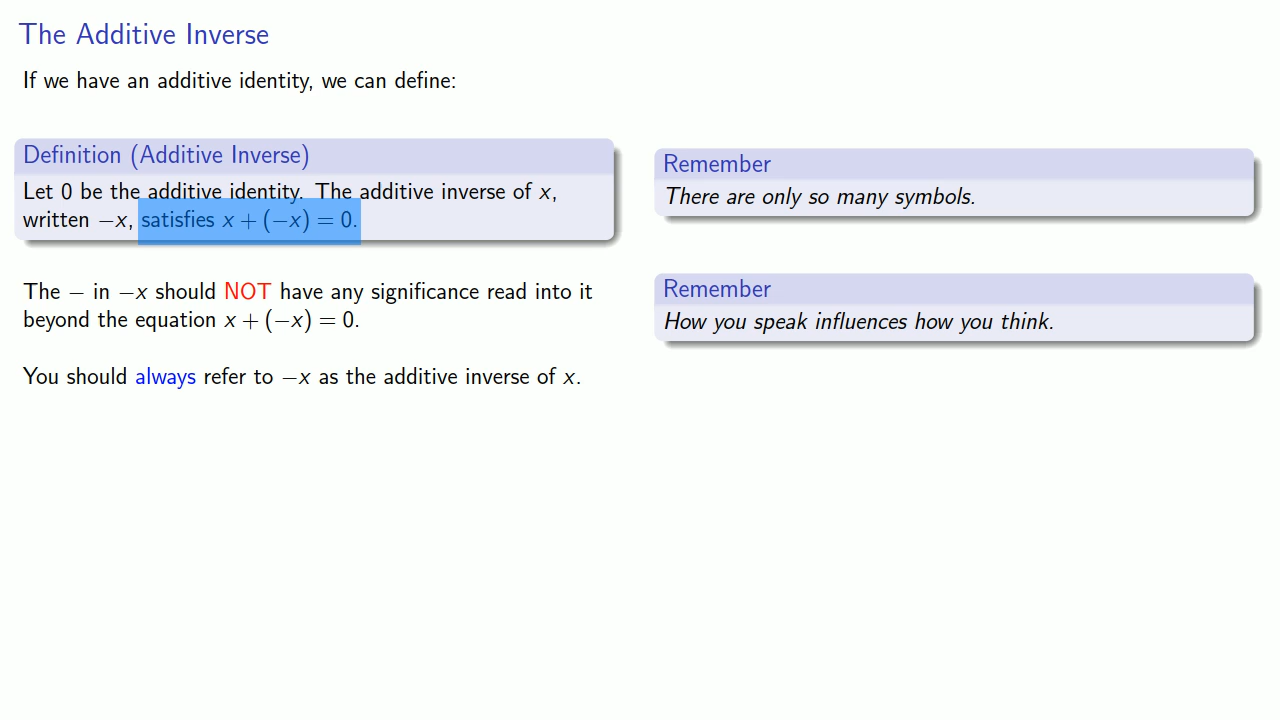 The Additive Inverse
If we have an additive identity, we can define:
Definition (Additive Inverse)
Let 0 be the additive identity. The additive inverse of x,
written −x, satisfies x + (−x) = 0.
The − in −x should NOT have any significance read into it
beyond the equation x + (−x) = 0.
You should always refer to −x as the additive inverse of x.
Remember
There are only so many symbols.
Remember
How you speak influences how you think.